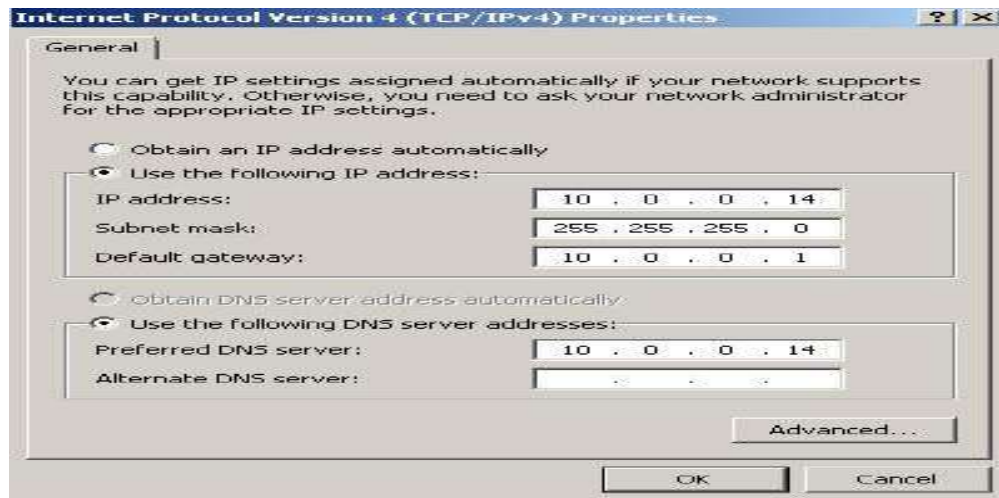 Internet Protocol Version 4 (TCP/IPv4) Properties ? X
General
You can get IP settings assigned automatically if your network supports
this capability. Otherwise, you need to ask your network administrator
for the appropriate IP settings.
Obtain an IP address automatically
Use the following IP address:
IP address: 10 . 0 . 0 . 14
Subnet mask: 255 . 255 . 255 . 0
Default gateway: 10 . 0 . 0 . 1
Obtain DNS server address automatically
Use the following DNS server addresses:
Preferred DNS server: 10 . 0 . 0 . 14
Alternate DNS server: . . .
Advanced...
OK Cancel